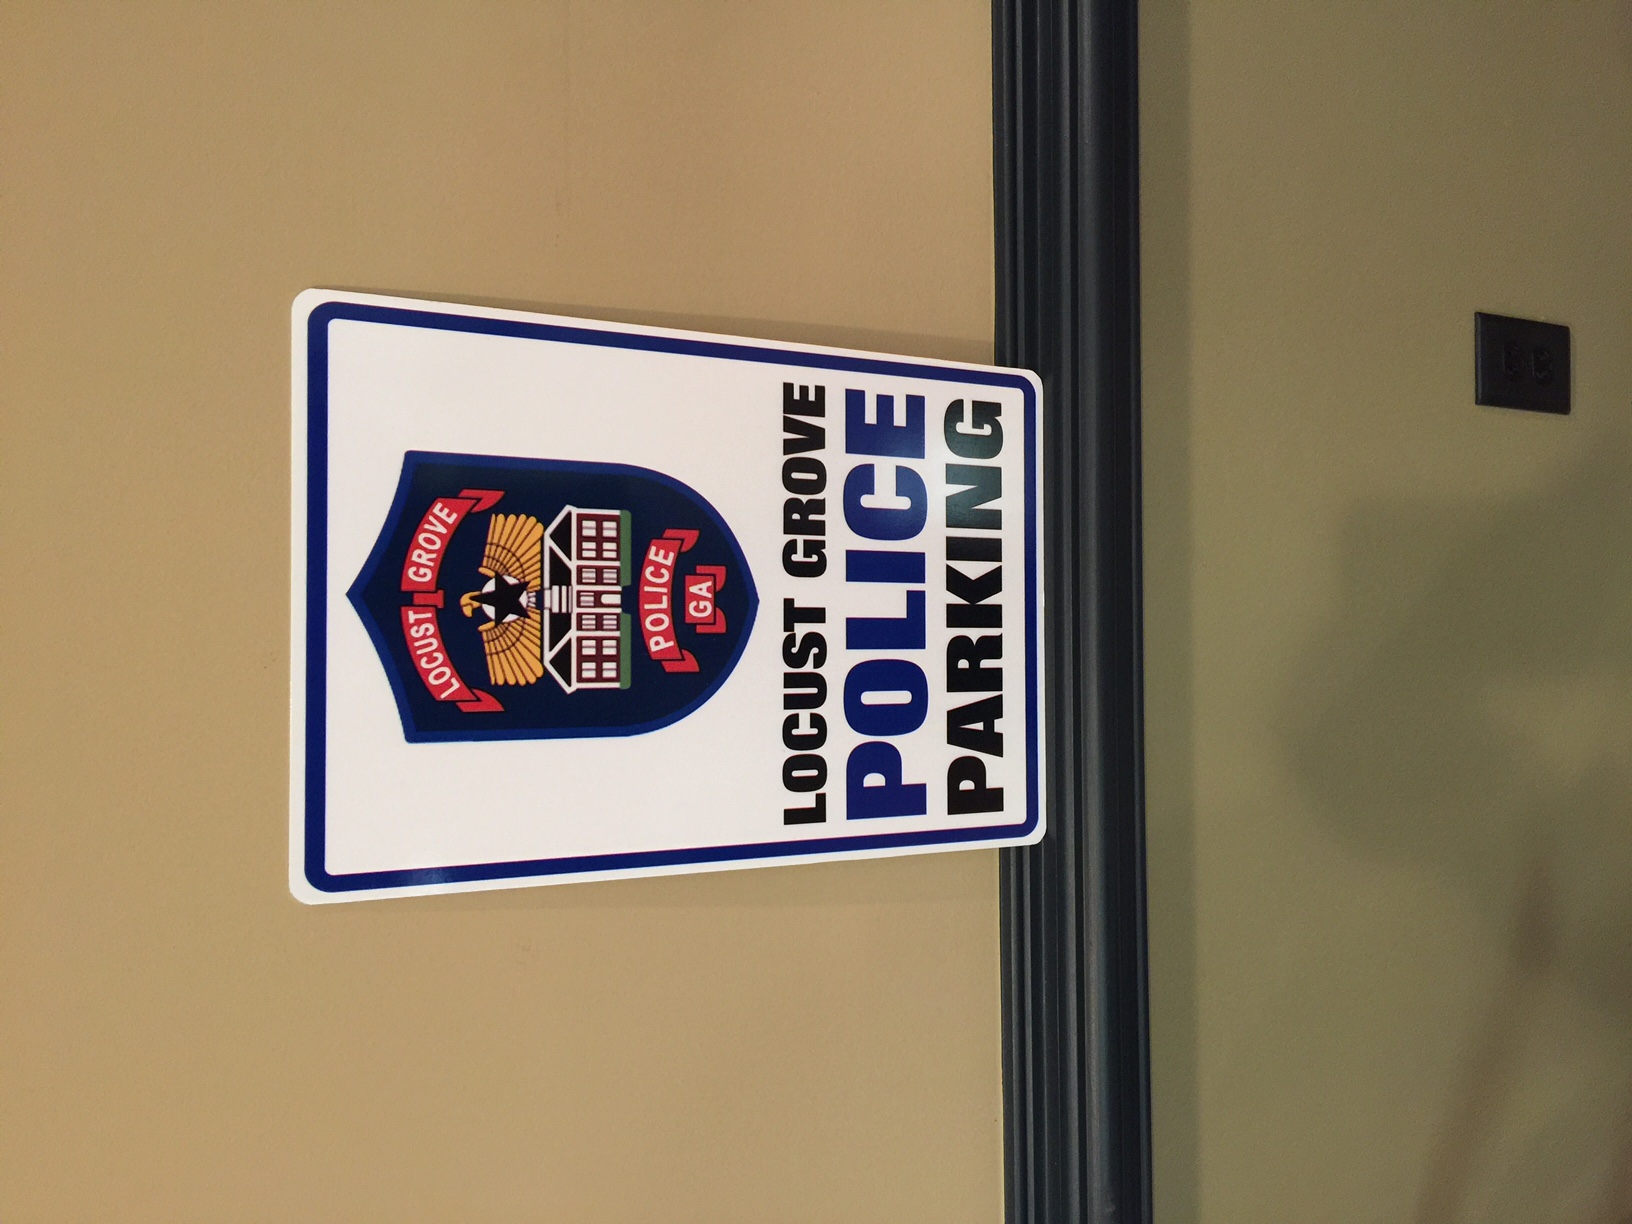 LOCUST GROVE
POLICE
GA
LOCUST GROVE
POLICE
PARKING